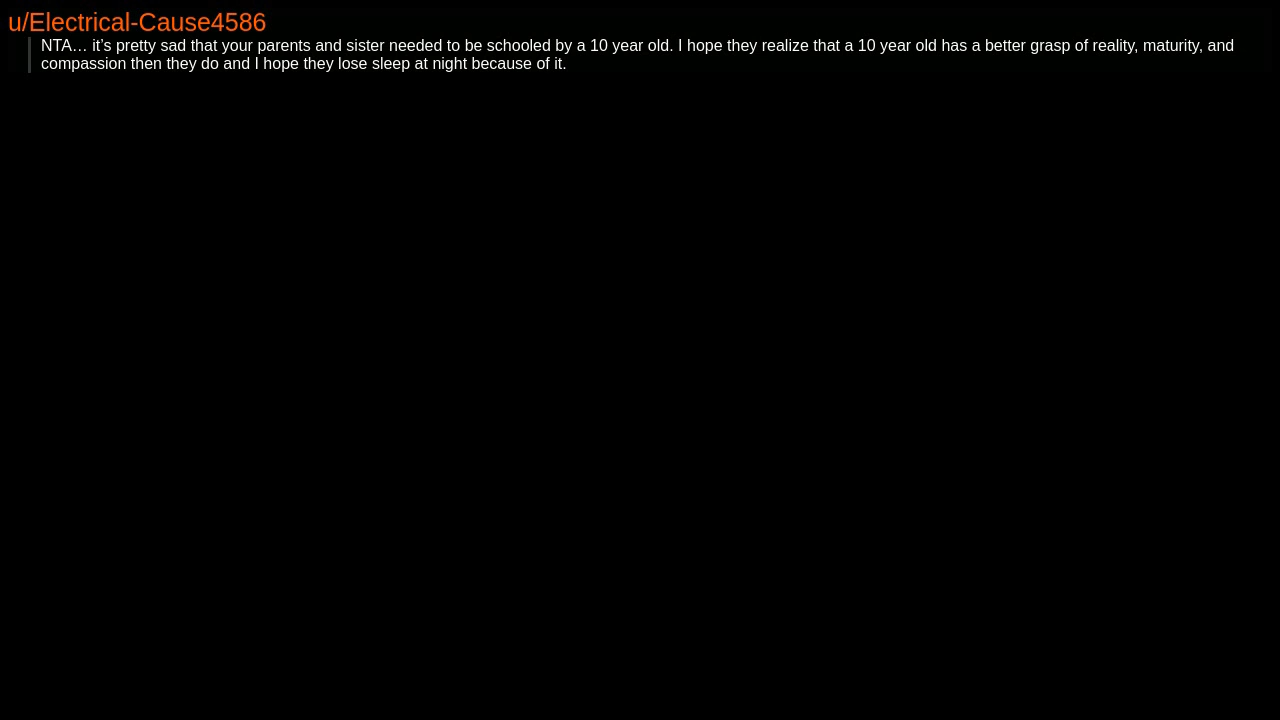 u/Electrical-Cause4586
NTA… it’s pretty sad that your parents and sister needed to be schooled by a 10 year old. I hope they realize that a 10 year old has a better grasp of reality, maturity, and
compassion then they do and I hope they lose sleep at night because of it.